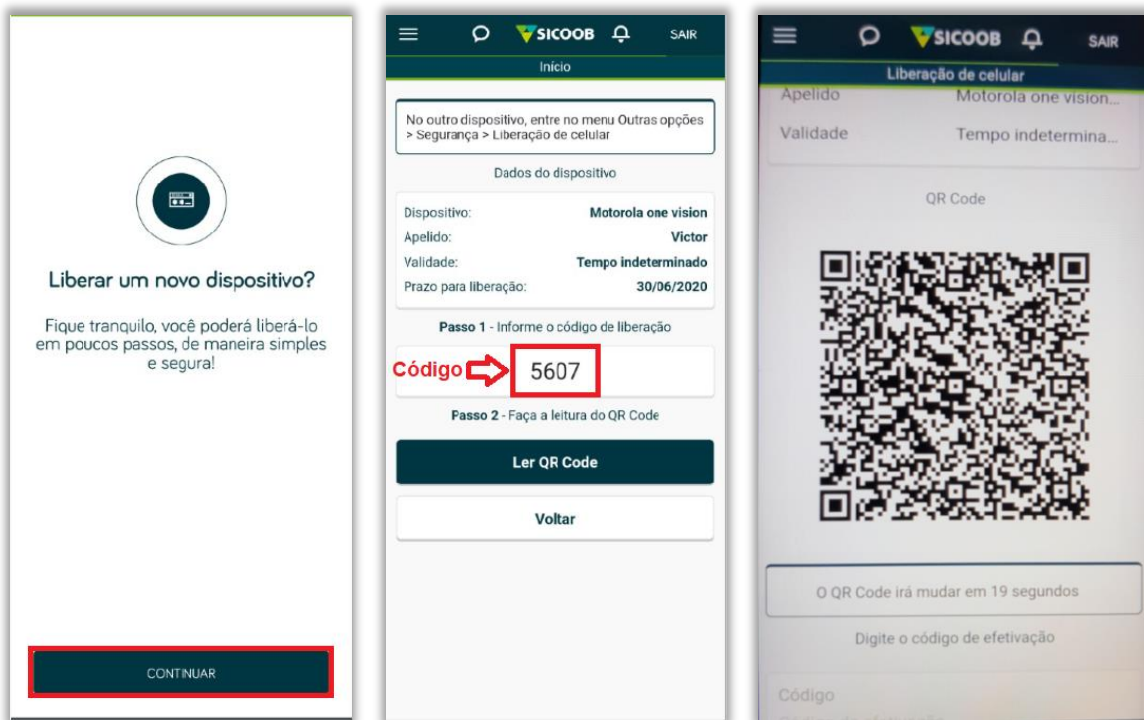 Liberar um novo dispositivo?
Fique tranquilo, você poderá liberá-lo
em poucos passos, de maneira simples
e segura!
CONTINUAR
SICOOB
SAIR
Início
No outro dispositivo, entre no menu Outras opções
> Segurança > Liberação de celular
Dados do dispositivo
Dispositivo: Motorola one vision
Apelido: Victor
Validade: Tempo indeterminado
Prazo para liberação: 30/06/2020
Passo 1 - Informe o código de liberação
Código 5607
Passo 2 - Faça a leitura do QR Code
Ler QR Code
Voltar
SICOOB
SAIR
Liberação de celular
Apelido Motorola one vision...
Validade Tempo indetermina...
QR Code
O QR Code irá mudar em 19 segundos
Digite o código de efetivação
Código